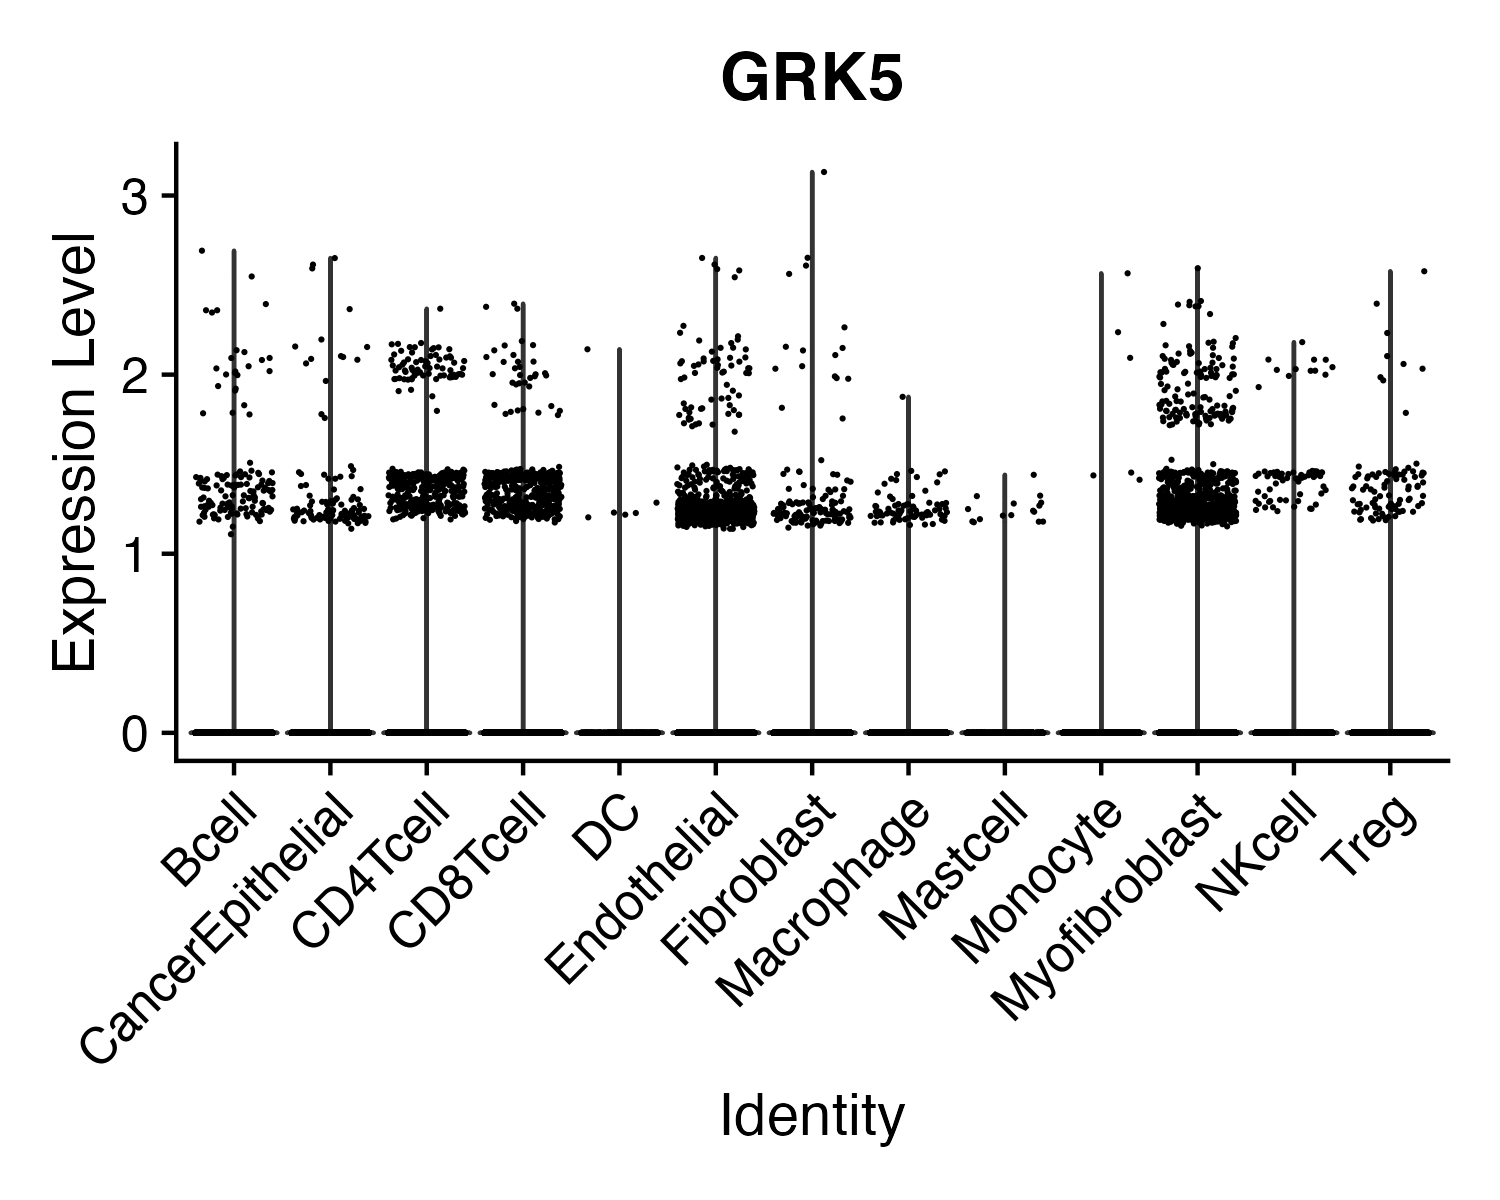 GRK5
Expression Level
3
2
1
0
Bcell
CancerEpithelial
CD4Tcell
CD8Tcell
DC
Endothelial
Fibroblast
Macrophage
Mastcell
Monocyte
Myofibroblast
NKcell
Treg
Identity